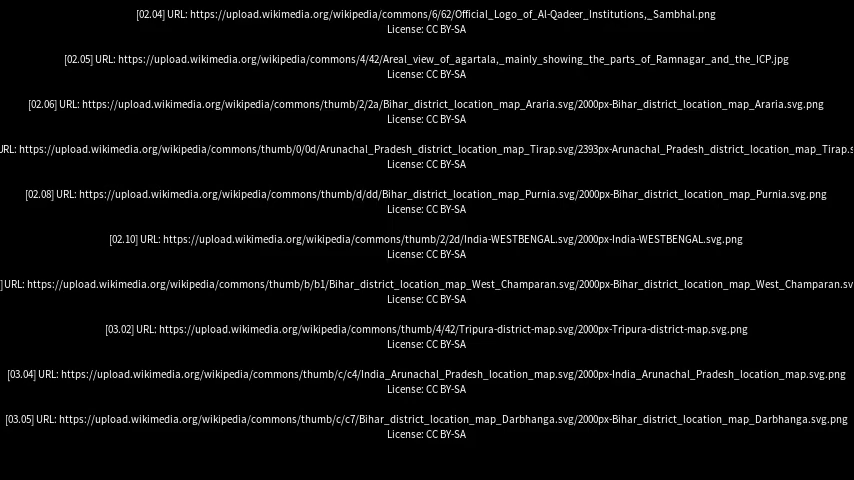 [02.04] URL: https://upload.wikimedia.org/wikipedia/commons/6/62/Official_Logo_of_Al-Qadeer_Institutions,_Sambhal.png
License: CC BY-SA
[02.05] URL: https://upload.wikimedia.org/wikipedia/commons/4/42/Areal_view_of_agartala,_mainly_showing_the_parts_of_Ramnagar_and_the_ICP.jpg
License: CC BY-SA
[02.06] URL: https://upload.wikimedia.org/wikipedia/commons/thumb/2/2a/Bihar_district_location_map_Araria.svg/2000px-Bihar_district_location_map_Araria.svg.png
License: CC BY-SA
URL: https://upload.wikimedia.org/wikipedia/commons/thumb/0/0d/Arunachal_Pradesh_district_location_map_Tirap.svg/2393px-Arunachal_Pradesh_district_location_map_Tirap.s
License: CC BY-SA
[02.08] URL: https://upload.wikimedia.org/wikipedia/commons/thumb/d/dd/Bihar_district_location_map_Purnia.svg/2000px-Bihar_district_location_map_Purnia.svg.png
License: CC BY-SA
[02.10] URL: https://upload.wikimedia.org/wikipedia/commons/thumb/2/2d/India-WESTBENGAL.svg/2000px-India-WESTBENGAL.svg.png
License: CC BY-SA
] URL: https://upload.wikimedia.org/wikipedia/commons/thumb/b/b1/Bihar_district_location_map_West_Champaran.svg/2000px-Bihar_district_location_map_West_Champaran.sv
License: CC BY-SA
[03.02] URL: https://upload.wikimedia.org/wikipedia/commons/thumb/4/42/Tripura-district-map.svg/2000px-Tripura-district-map.svg.png
License: CC BY-SA
[03.04] URL: https://upload.wikimedia.org/wikipedia/commons/thumb/c/c4/India_Arunachal_Pradesh_location_map.svg/2000px-India_Arunachal_Pradesh_location_map.svg.png
License: CC BY-SA
[03.05] URL: https://upload.wikimedia.org/wikipedia/commons/thumb/c/c7/Bihar_district_location_map_Darbhanga.svg/2000px-Bihar_district_location_map_Darbhanga.svg.png
License: CC BY-SA